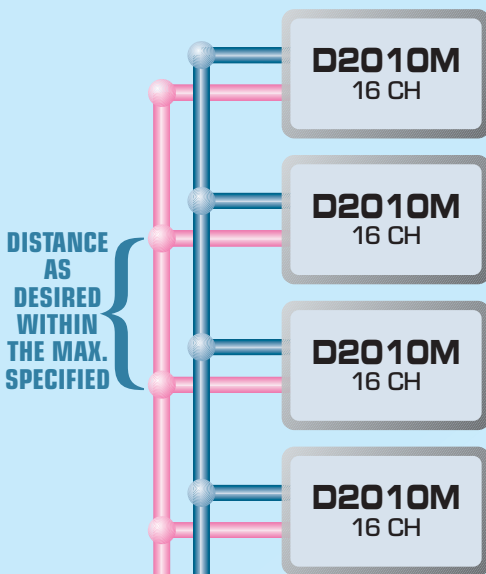 D2010M
16 CH
D2010M
16 CH
DISTANCE
AS
DESIRED
WITHIN
THE MAX.
SPECIFIED
D2010M
16 CH
D2010M
16 CH